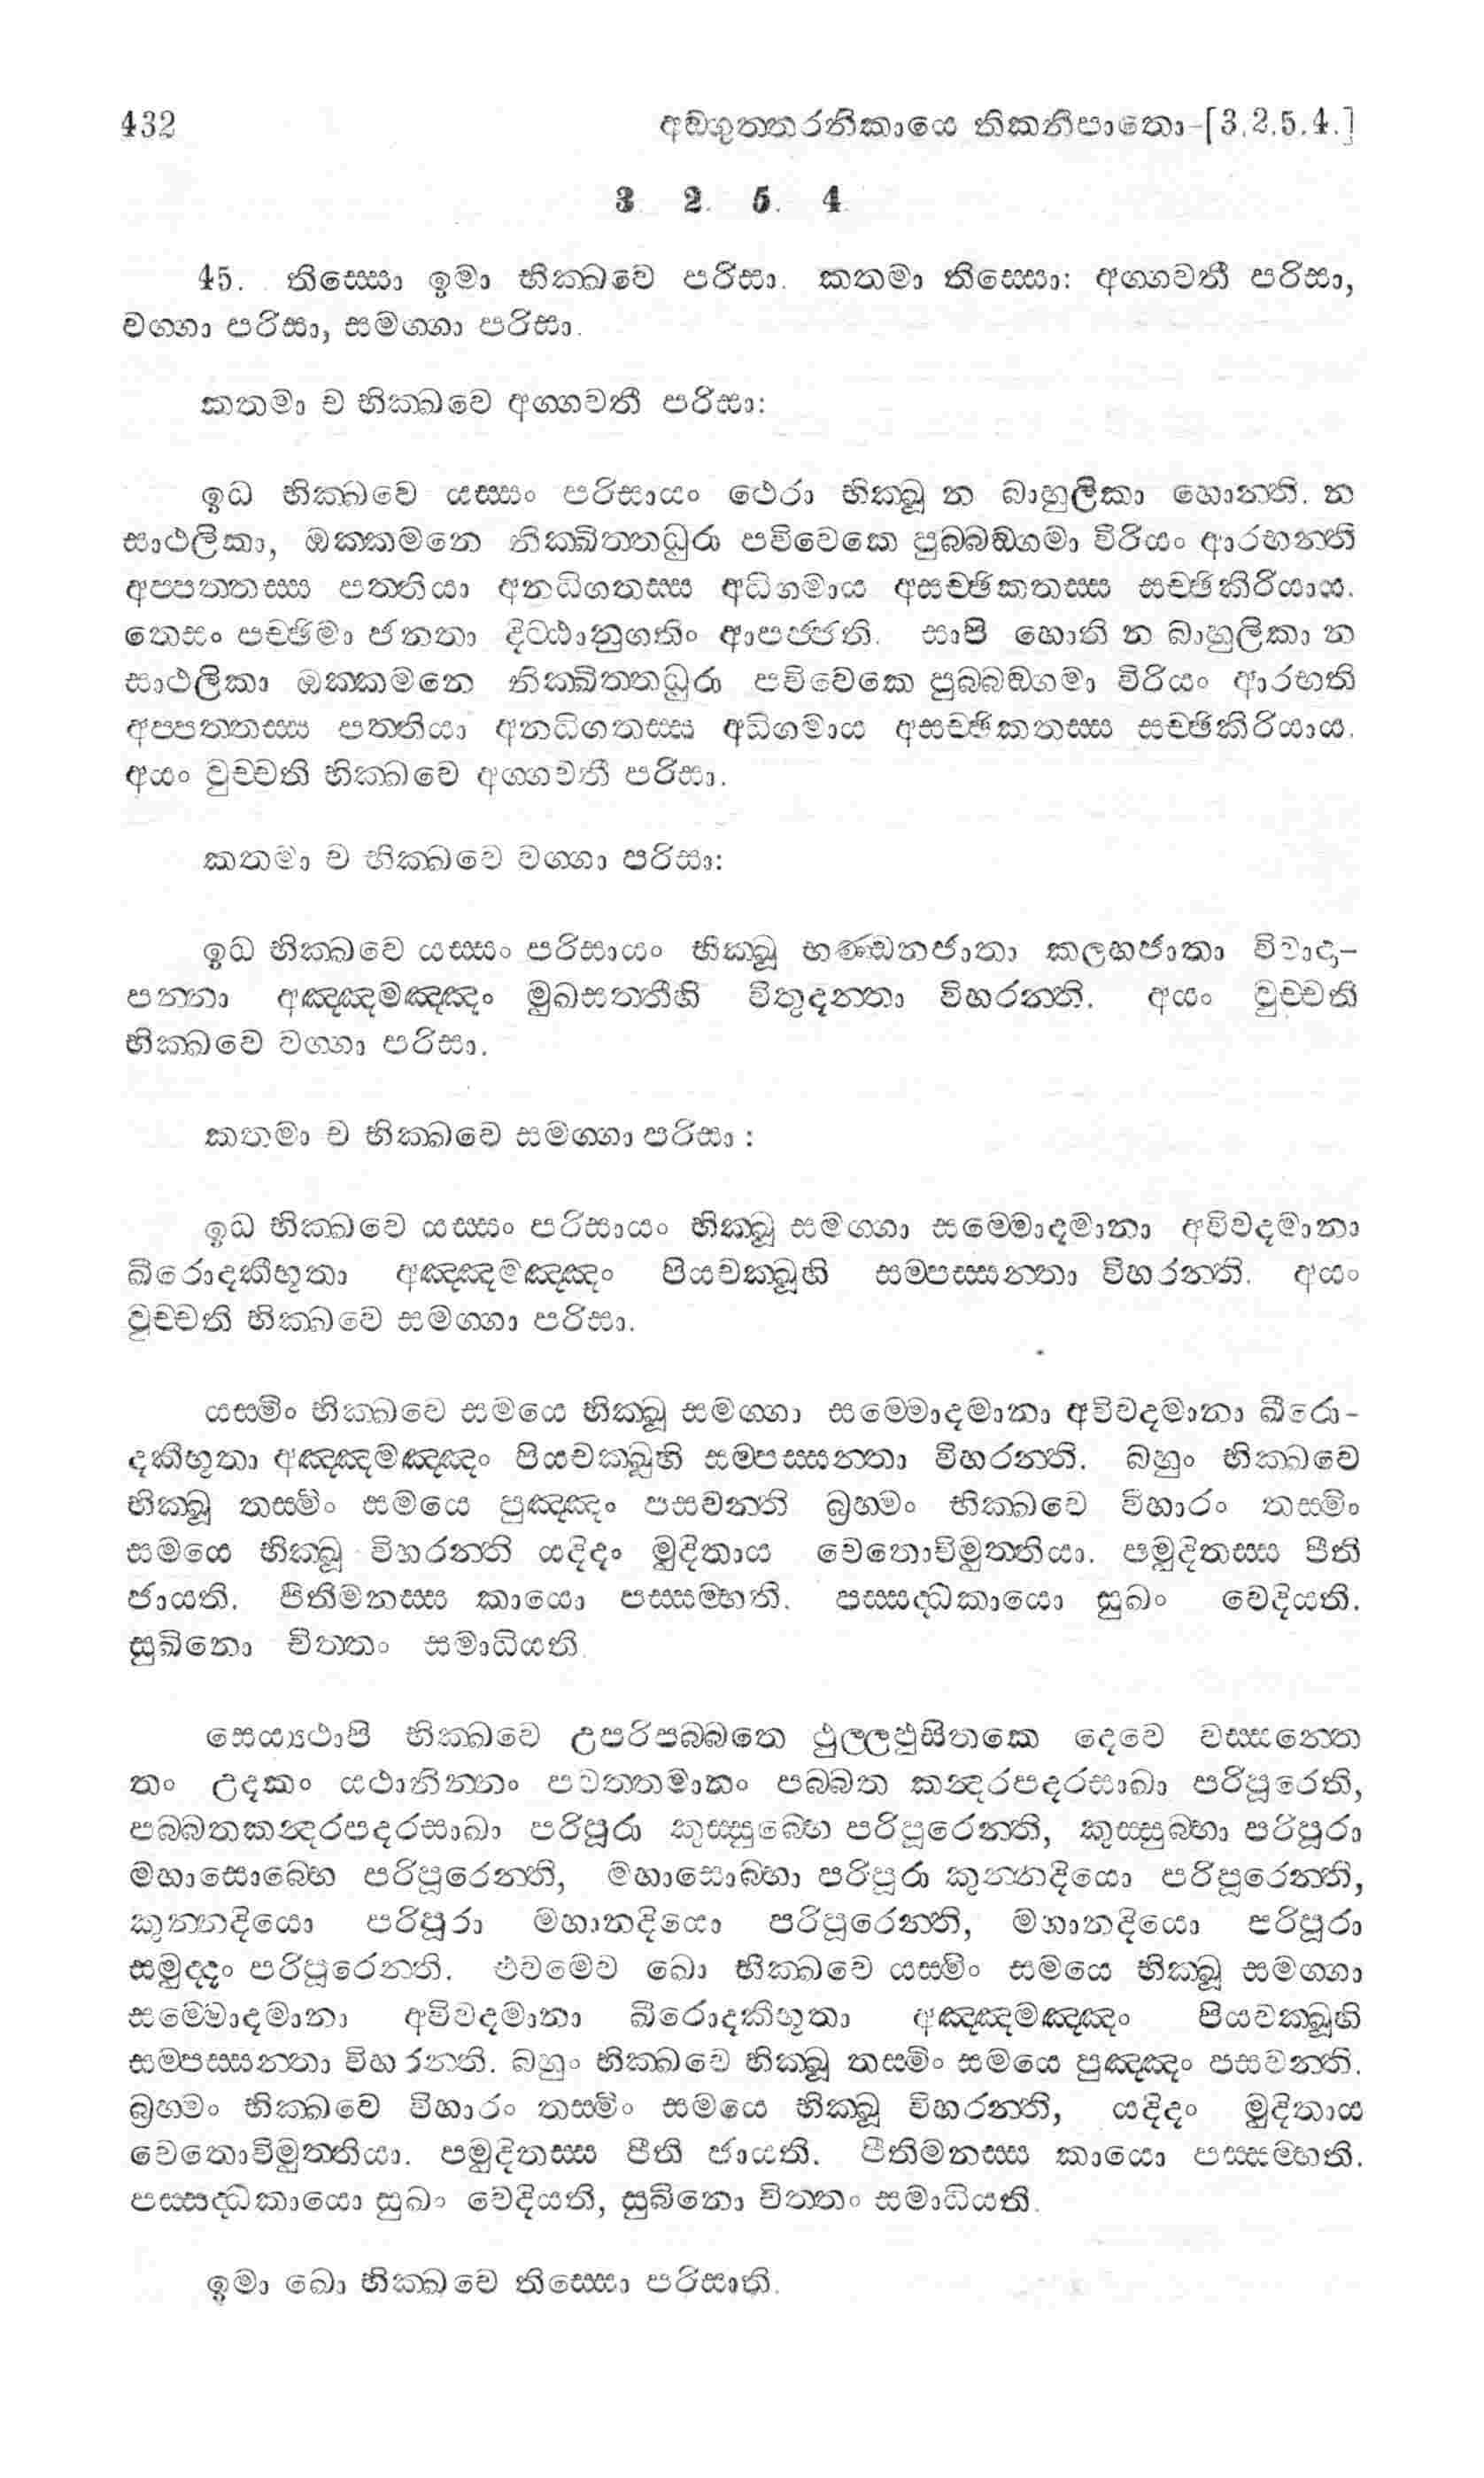 432 අඞ්ගුත්තරනිකායෙ තිකනිපාතො-[3.2.5.4.]
3. 2. 5. 4
45. තිස්සො ඉමා භික්ඛවෙ පරිසා. කතමා තිස්සො: අග්ගවතී පරිසා,
වග්ගා පරිසා, සමග්ගා පරිසා.
කතමා ච භික්ඛවෙ අග්ගවතී පරිසා:
ඉධ භික්ඛවෙ යස්සං පරිසායං ථෙරා භික්ඛූ න බාහුලිකා හොන්ති. න
සාථලිකා, ඔක්කමනෙ නික්ඛිත්තධුරා පවිවෙකෙ පුබ්බඞ්ගමා විරියං ආරභන්ති
අප්පත්තස්ස පත්තියා අනධිගතස්ස අධිගමාය අසච්ඡිකතස්ස සච්ඡිකිරියාය.
තෙසං පච්ඡිමා ජනතා දිට්ඨානුගතිං ආපජ්ජති. සාපි හොති න බාහුලිකා න
සාථලිකා ඔක්කමනෙ නික්ඛිත්තධුරා පවිවෙකෙ පුබ්බඞ්ගමා විරියං ආරභති
අප්පත්තස්ස පත්තියා අනධිගතස්ස අධිගමාය අසච්ඡිකතස්ස සච්ඡිකිරියාය.
අයං වුච්චති භික්ඛවෙ අග්ගවතී පරිසා.
කතමා ච භික්ඛවෙ වග්ගා පරිසා:
ඉධ භික්ඛවෙ යස්සං පරිසායං භික්ඛූ භණ්ඩනජාතා කලහජාතා විවාදා-
පන්නා අඤ්ඤමඤ්ඤං මුඛසත්තීහි විතුදන්තා විහරන්ති. අයං වුච්චති
භික්ඛවෙ වග්ගා පරිසා.
කතමා ච භික්ඛවෙ සමග්ගා පරිසා :
ඉධ භික්ඛවෙ යස්සං පරිසායං භික්ඛූ සමග්ගා සම්මොදමානා අවිවදමානා
ඛීරොදකීභූතා අඤ්ඤමඤ්ඤං පියචක්ඛූහි සම්පස්සන්තා විහරන්ති. අයං
වුච්චති භික්ඛවෙ සමග්ගා පරිසා.
යස්මිං භික්ඛවෙ සමයෙ භික්ඛූ සමග්ගා සම්මොදමානා අවිවදමානා ඛීරො-
දකීභූතා අඤ්ඤමඤ්ඤං පියචක්ඛූහි සම්පස්සන්තා විහරන්ති. බහුං භික්ඛවෙ
භික්ඛූ තස්මිං සමයෙ පුඤ්ඤං පසවන්ති බ්‍රහ්මං භික්ඛවෙ විහාරං තස්මිං
සමයෙ භික්ඛූ විහරන්ති යදිදං මුදිතාය චෙතොවිමුත්තියා. පමුදිතස්ස පීති
ජායති. පීතිමනස්ස කායො පස්සම්භති. පස්සද්ධකායො සුඛං වෙදියති.
සුඛිනො චිත්තං සමාධියති.
සෙය්‍යථාපි භික්ඛවෙ උපරිපබ්බතෙ ඵුල්ලඵුසිතකෙ දෙවෙ වස්සන්තෙ
තං උදකං යථානින්නං පවත්තමානං පබ්බත කන්දරපදරසාඛා පරිපූරෙති,
පබ්බතකන්දරපදරසාඛා පරිපූරා කුස්සුබ්භෙ පරිපූරෙන්ති, කුස්සුබ්භා පරිපූරා
මහාසොබ්භෙ පරිපූරෙන්ති, මහාසොබ්භා පරිපූරා කුන්නදියො පරිපූරෙන්ති,
කුන්නදියො පරිපූරා මහානදියො පරිපූරෙන්ති, මහානදියො පරිපූරා
සමුද්දං පරිපූරෙන්ති. එවමෙව ඛො භික්ඛවෙ යස්මිං සමයෙ භික්ඛූ සමග්ගා
සම්මොදමානා අවිවදමානා ඛීරොදකීභූතා අඤ්ඤමඤ්ඤං පියචක්ඛූහි
සම්පස්සන්තා විහරන්ති. බහුං භික්ඛවෙ භික්ඛූ තස්මිං සමයෙ පුඤ්ඤං පසවන්ති.
බ්‍රහ්මං භික්ඛවෙ විහාරං තස්මිං සමයෙ භික්ඛූ විහරන්ති, යදිදං මුදිතාය
චෙතොවිමුත්තියා. පමුදිතස්ස පීති ජායති. පීතිමනස්ස කායො පස්සම්භති.
පස්සද්ධකායො සුඛං වෙදියති, සුඛිනො චිත්තං සමාධියති.
ඉමා ඛො භික්ඛවෙ තිස්සො පරිසාති.